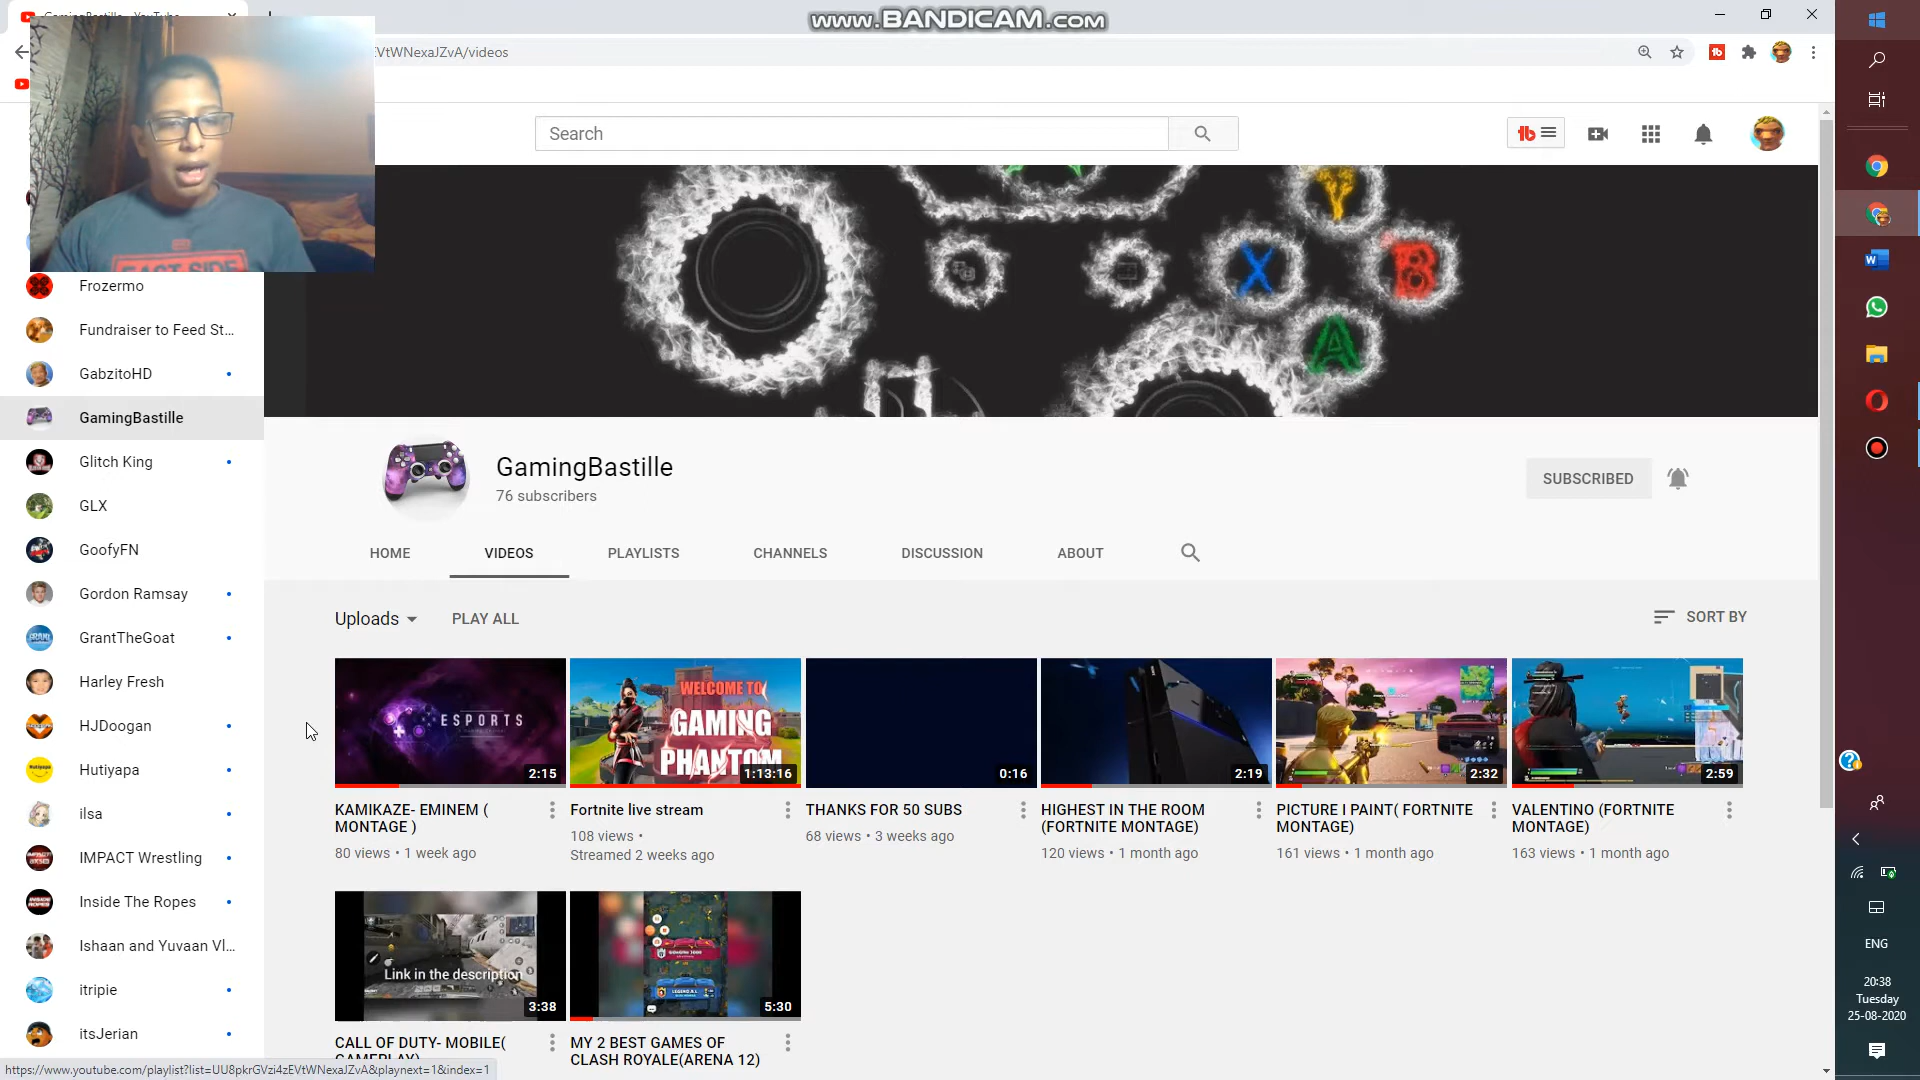 GamingBastille - YouTube
www.BANDICAM.com
EVtWNexaJZvA/videos
Search
EAST SIDE
Y
X
B
A
Frozermo
Fundraiser to Feed St...
GabzitoHD
GamingBastille
Glitch King
GLX
GoofyFN
Gordon Ramsay
GrantTheGoat
Harley Fresh
HJDoogan
Hutiyapa
ilsa
IMPACT Wrestling
Inside The Ropes
Ishaan and Yuvaan Vl...
itripie
itsJerian
GamingBastille
76 subscribers
SUBSCRIBED
HOME VIDEOS PLAYLISTS CHANNELS DISCUSSION ABOUT
Uploads PLAY ALL SORT BY
ESPORTS
2:15
KAMIKAZE- EMINEM (
MONTAGE )
80 views • 1 week ago
WELCOME TO
GAMING
PHANTOM
1:13:16
Fortnite live stream
108 views •
Streamed 2 weeks ago
0:16
THANKS FOR 50 SUBS
68 views • 3 weeks ago
2:19
HIGHEST IN THE ROOM
(FORTNITE MONTAGE)
120 views • 1 month ago
2:32
PICTURE I PAINT( FORTNITE
MONTAGE)
161 views • 1 month ago
2:59
VALENTINO (FORTNITE
MONTAGE)
163 views • 1 month ago
Link in the description
3:38
CALL OF DUTY- MOBILE(
GAMEPLAY)
5:30
MY 2 BEST GAMES OF
CLASH ROYALE(ARENA 12)
https://www.youtube.com/playlist?list=UU8pkrGVzi4zEVtWNexaJZvA&playnext=1&index=1
ENG
20:38
Tuesday
25-08-2020